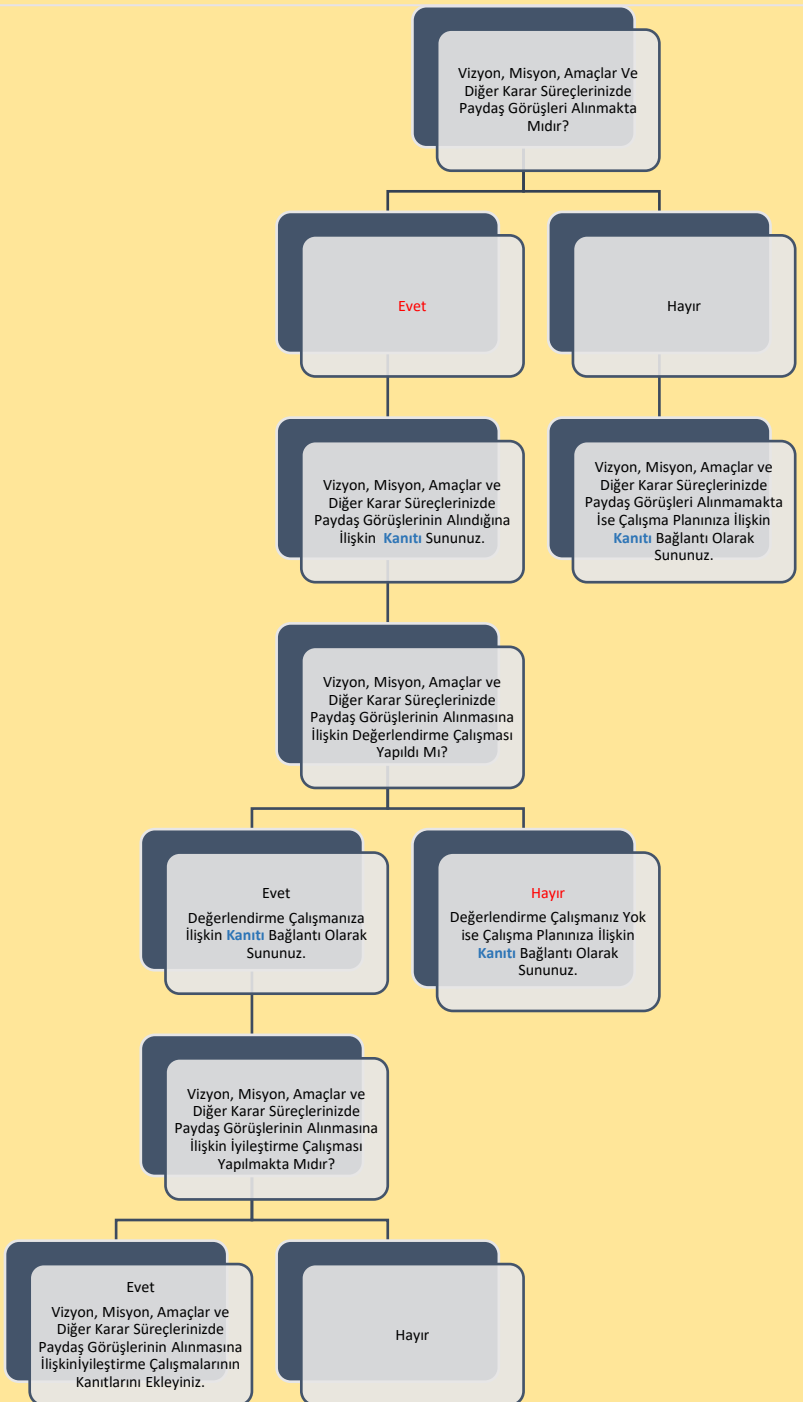 Vizyon, Misyon, Amaçlar Ve
Diğer Karar Süreçlerinizde
Paydaş Görüşleri Alınmakta
Mıdır?
Evet
Hayır
Vizyon, Misyon, Amaçlar ve
Diğer Karar Süreçlerinizde
Paydaş Görüşlerinin Alındığına
İlişkin Kanıtı Sununuz.
Vizyon, Misyon, Amaçlar ve
Diğer Karar Süreçlerinizde
Paydaş Görüşleri Alınmamakta
İse Çalışma Planınıza İlişkin
Kanıtı Bağlantı Olarak
Sununuz.
Vizyon, Misyon, Amaçlar ve
Diğer Karar Süreçlerinizde
Paydaş Görüşlerinin Alınmasına
İlişkin Değerlendirme Çalışması
Yapıldı Mı?
Evet
Değerlendirme Çalışmanıza
İlişkin Kanıtı Bağlantı Olarak
Sununuz.
Hayır
Değerlendirme Çalışmanız Yok
ise Çalışma Planınıza İlişkin
Kanıtı Bağlantı Olarak
Sununuz.
Vizyon, Misyon, Amaçlar ve
Diğer Karar Süreçlerinizde
Paydaş Görüşlerinin Alınmasına
İlişkin İyileştirme Çalışması
Yapılmakta Mıdır?
Evet
Vizyon, Misyon, Amaçlar ve
Diğer Karar Süreçlerinizde
Paydaş Görüşlerinin Alınmasına
İlişkinİyileştirme Çalışmalarının
Kanıtlarını Ekleyiniz.
Hayır